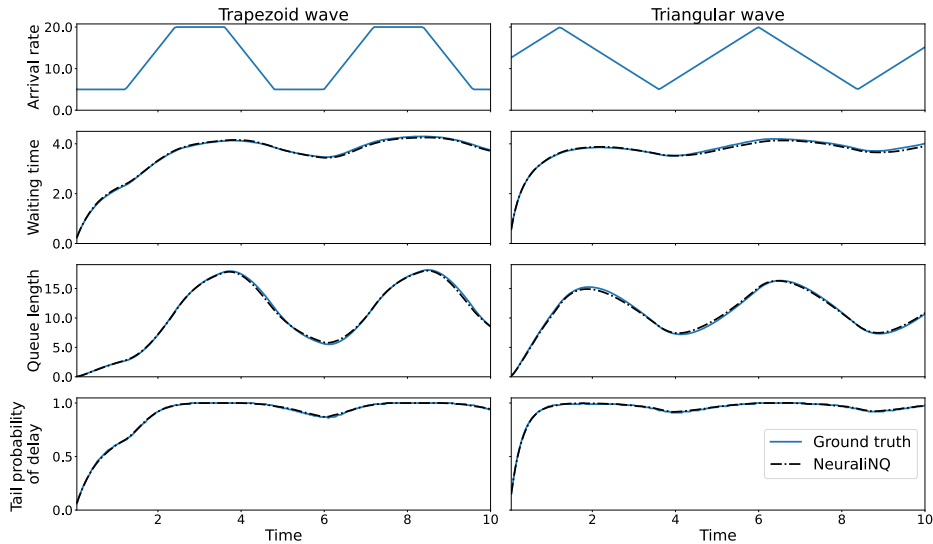 Trapezoid wave
Triangular wave
Arrival rate
20.0
10.0
0.0
Waiting time
4.0
2.0
0.0
Queue length
15.0
10.0
5.0
0.0
Tail probability
of delay
1.0
0.5
0.0
Ground truth
NeuraliNQ
2 4 6 8 10
2 4 6 8 10
Time
Time